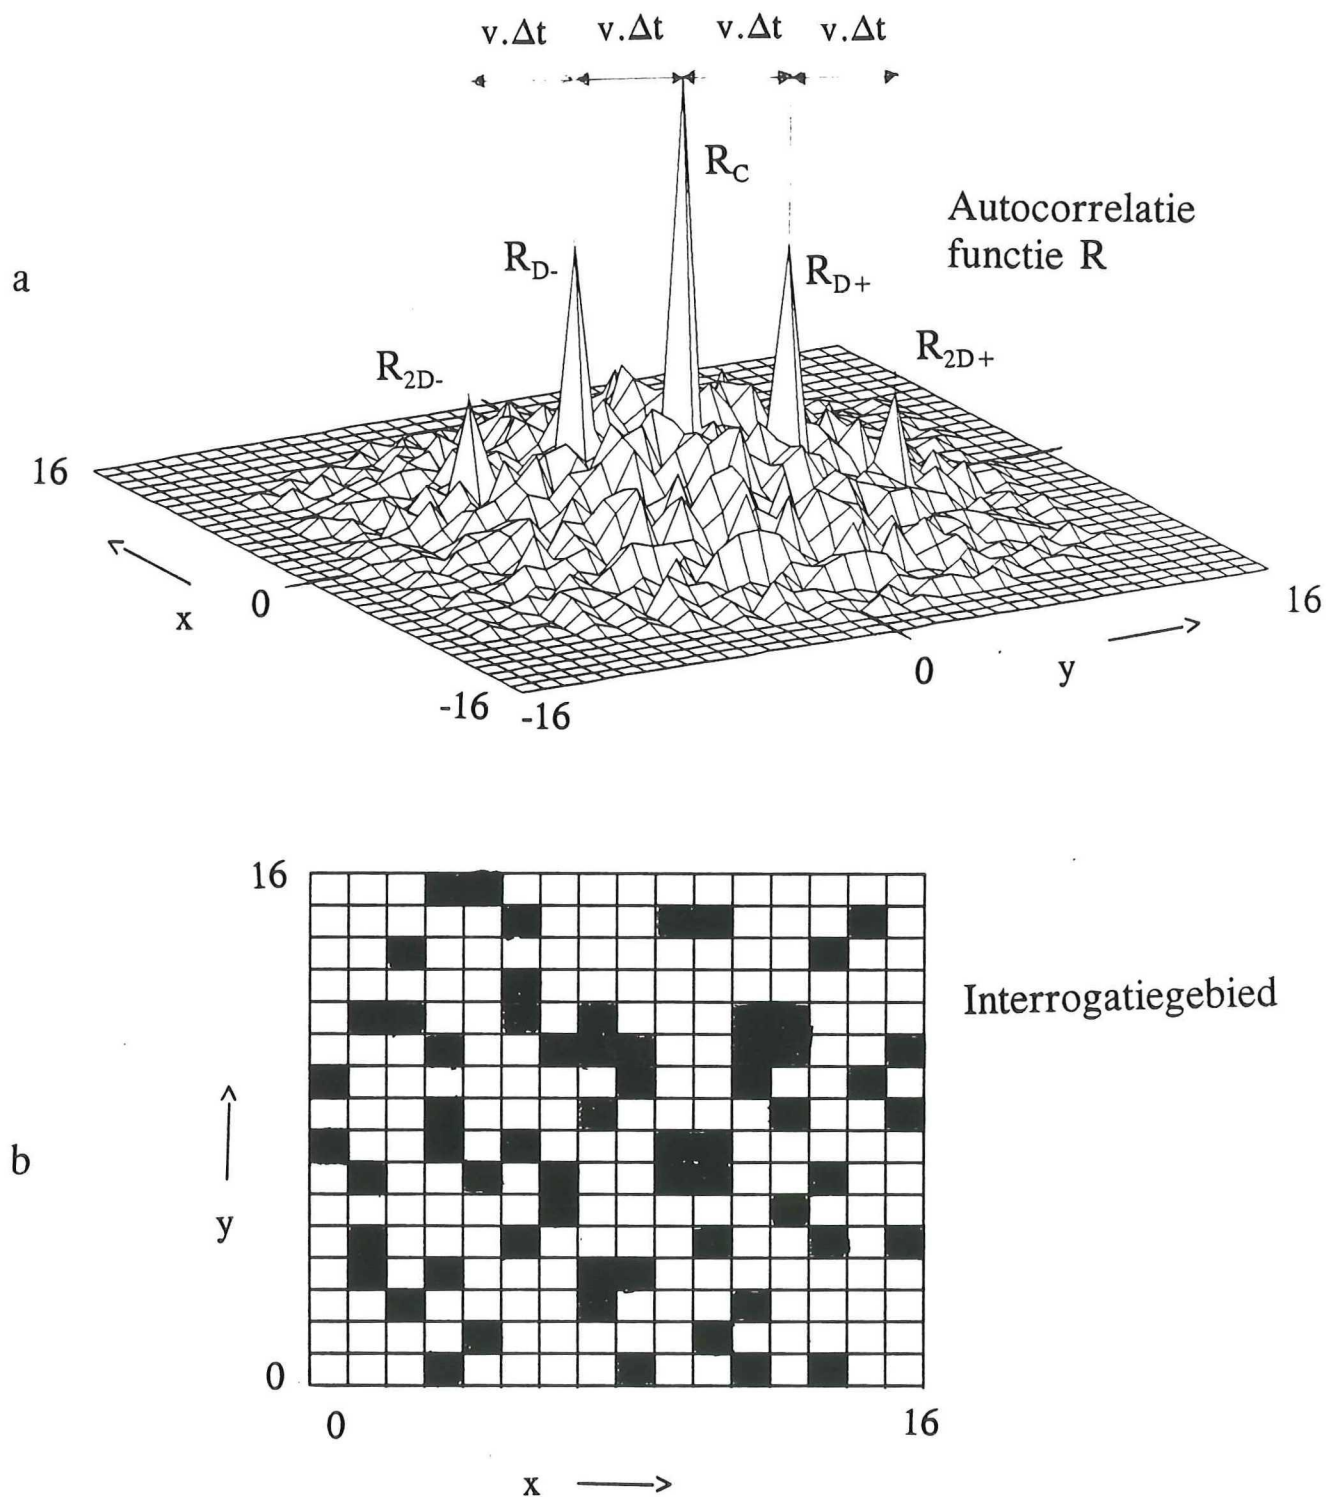 v.Δt v.Δt v.Δt v.Δt
R_C
Autocorrelatie
functie R
a
R_D-
R_D+
R_2D-
R_2D+
16
x
0
-16
-16
0
y
16
16
Interrogatiegebied
b
y
0
0
16
x